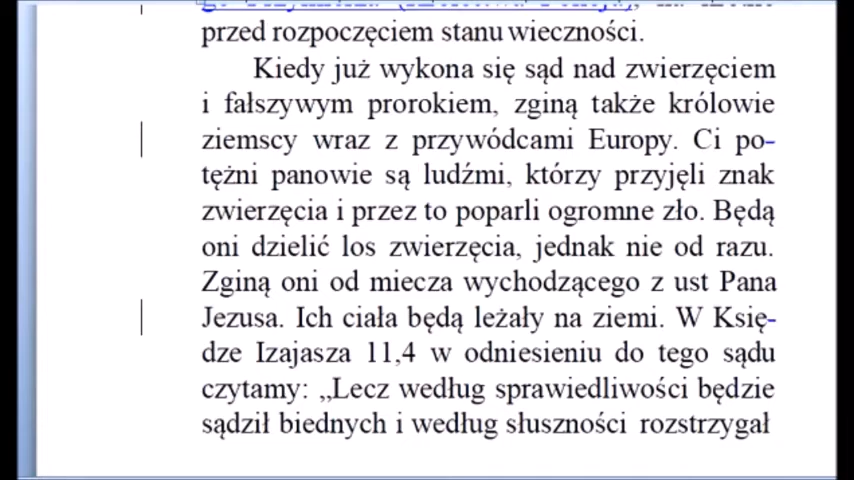 przed rozpoczęciem stanu wieczności.
Kiedy już wykona się sąd nad zwierzęciem
i fałszywym prorokiem, zginą także królowie
ziemscy wraz z przywódcami Europy. Ci po-
tężni panowie są ludźmi, którzy przyjęli znak
zwierzęcia i przez to poparli ogromne zło. Będą
oni dzielić los zwierzęcia, jednak nie od razu.
Zginą oni od miecza wychodzącego z ust Pana
Jezusa. Ich ciała będą leżały na ziemi. W Księ-
dze Izajasza 11,4 w odniesieniu do tego sądu
czytamy: „Lecz według sprawiedliwości będzie
sądził biednych i według słuszności rozstrzygał